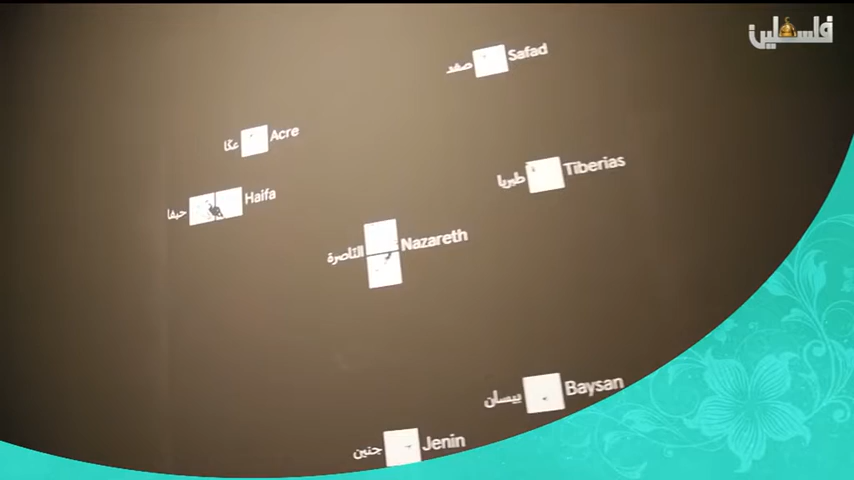 فلسطين
صفد Safad
عكا Acre
طبريا Tiberias
حيفا Haifa
الناصرة Nazareth
بيسان Baysan
جنين Jenin